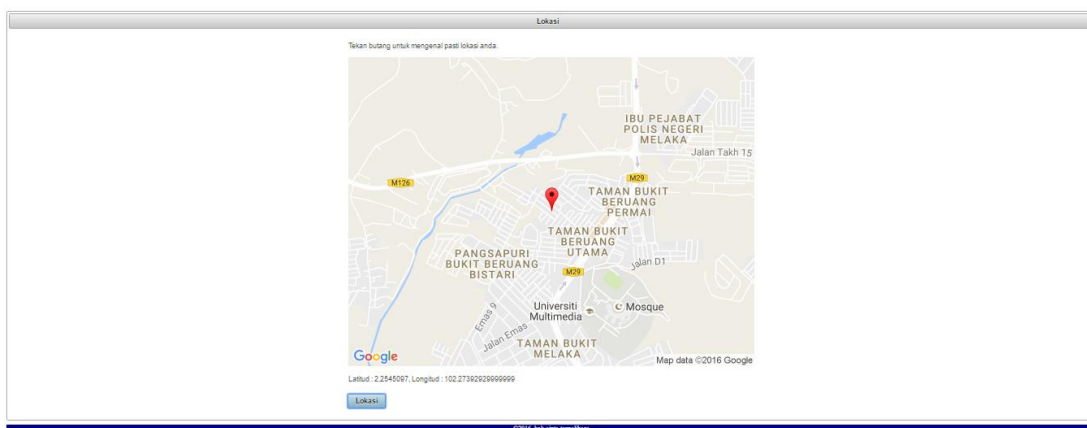 Lokasi
Tekan butang untuk mengenal pasti lokasi anda.
IBU PEJABAT
POLIS NEGERI
MELAKA
Jalan Takh 15
M126
M29
TAMAN BUKIT
BERUANG
PERMAI
TAMAN BUKIT
BERUANG
UTAMA
PANGSAPURI
BUKIT BERUANG
BISTARI
Jalan D1
M29
Emas 9
Universiti
Multimedia
Mosque
Jalan Emas
TAMAN BUKIT
MELAKA
Google
Map data ©2016 Google
Latitud : 2.2545097, Longitud : 102.27392929999999
Lokasi